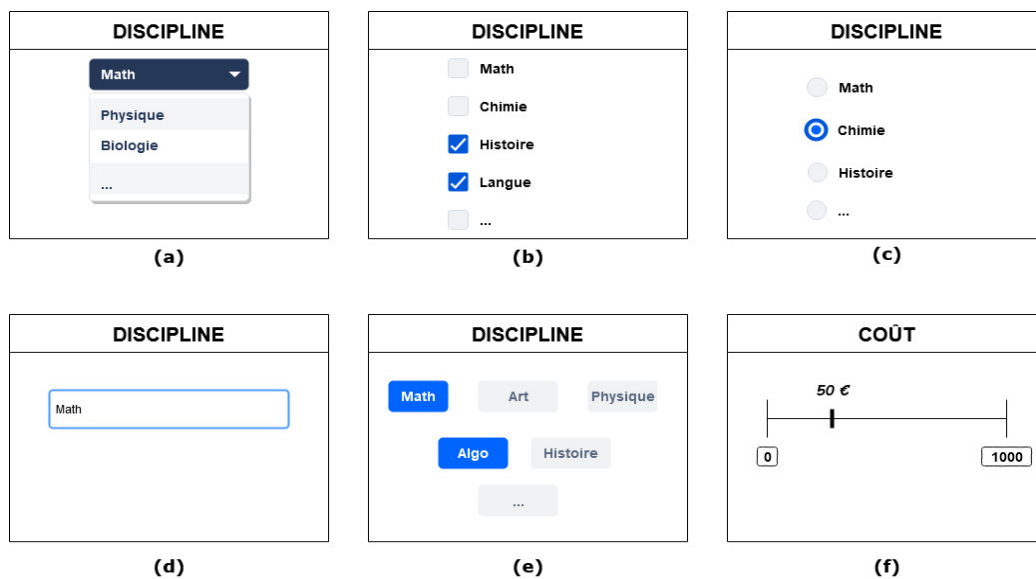 DISCIPLINE
Math
Physique
Biologie
...
(a)
DISCIPLINE
Math
Chimie
Histoire
Langue
...
(b)
DISCIPLINE
Math
Chimie
Histoire
...
(c)
DISCIPLINE
Math
(d)
DISCIPLINE
Math Art Physique
Algo Histoire
...
(e)
COÛT
50 €
0 1000
(f)